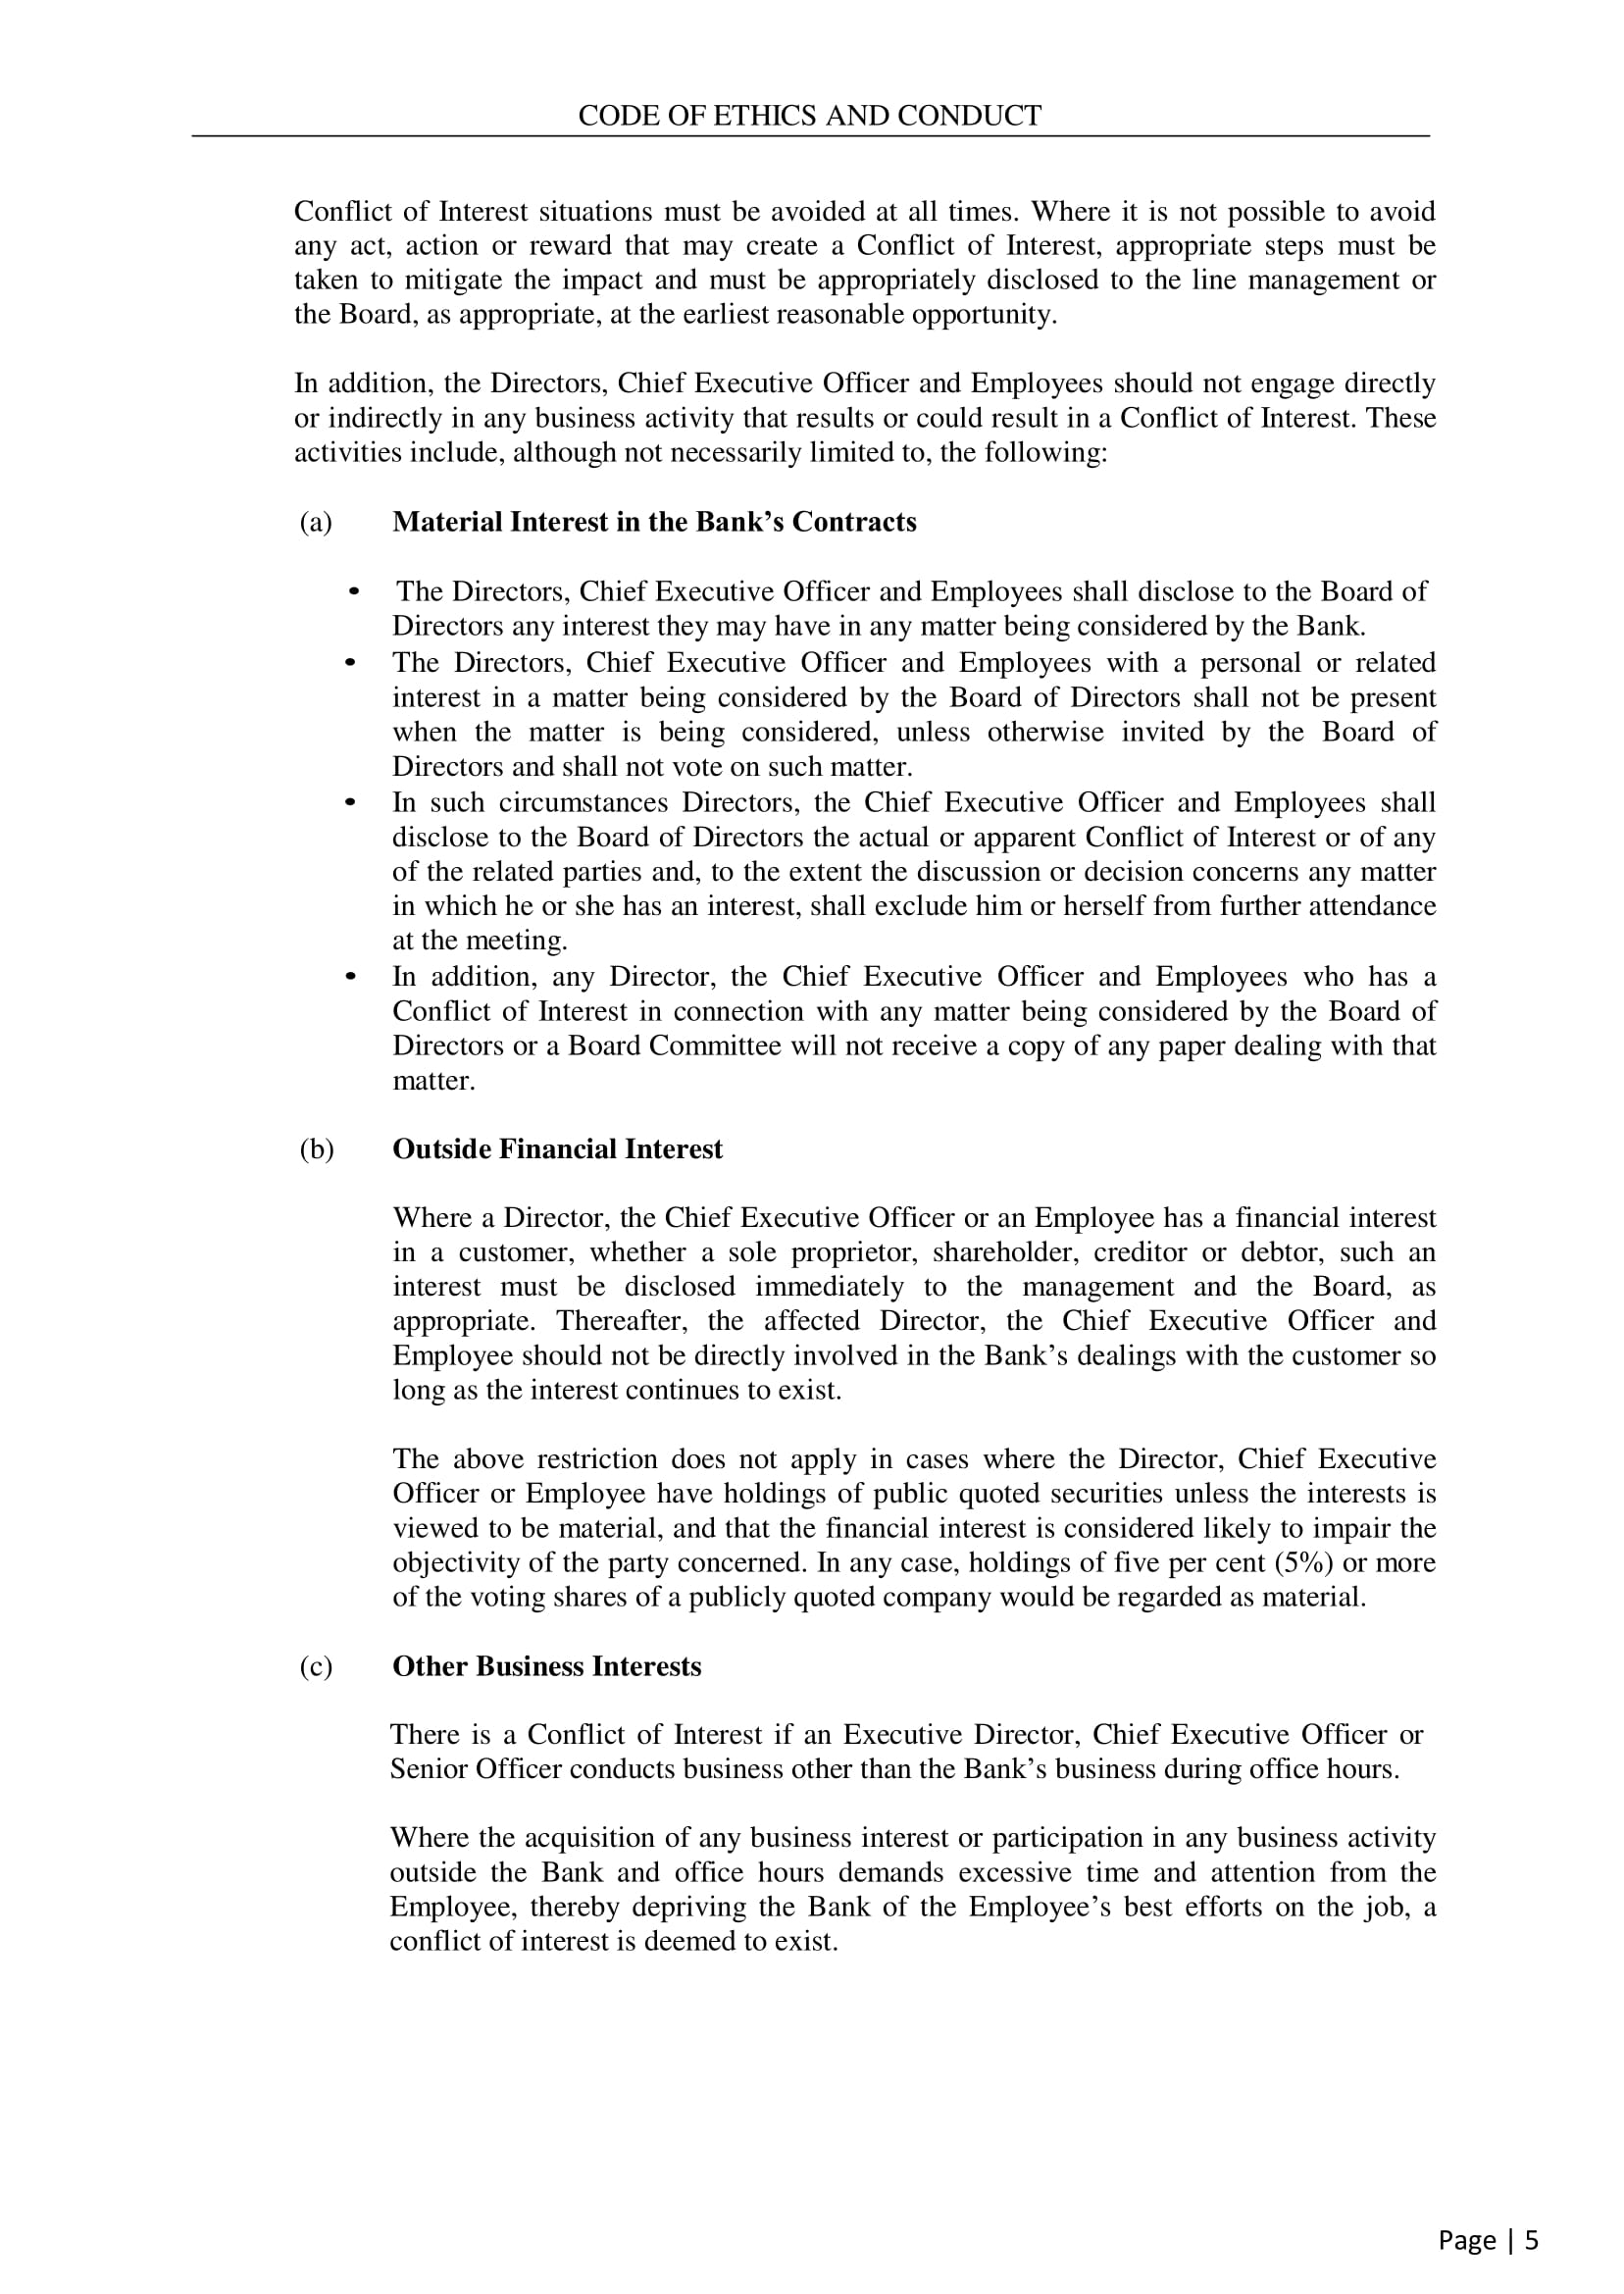 CODE OF ETHICS AND CONDUCT
Conflict of Interest situations must be avoided at all times. Where it is not possible to avoid
any act, action or reward that may create a Conflict of Interest, appropriate steps must be
taken to mitigate the impact and must be appropriately disclosed to the line management or
the Board, as appropriate, at the earliest reasonable opportunity.
In addition, the Directors, Chief Executive Officer and Employees should not engage directly
or indirectly in any business activity that results or could result in a Conflict of Interest. These
activities include, although not necessarily limited to, the following:
(a) Material Interest in the Bank’s Contracts
• The Directors, Chief Executive Officer and Employees shall disclose to the Board of
Directors any interest they may have in any matter being considered by the Bank.
• The Directors, Chief Executive Officer and Employees with a personal or related
interest in a matter being considered by the Board of Directors shall not be present
when the matter is being considered, unless otherwise invited by the Board of
Directors and shall not vote on such matter.
• In such circumstances Directors, the Chief Executive Officer and Employees shall
disclose to the Board of Directors the actual or apparent Conflict of Interest or of any
of the related parties and, to the extent the discussion or decision concerns any matter
in which he or she has an interest, shall exclude him or herself from further attendance
at the meeting.
• In addition, any Director, the Chief Executive Officer and Employees who has a
Conflict of Interest in connection with any matter being considered by the Board of
Directors or a Board Committee will not receive a copy of any paper dealing with that
matter.
(b) Outside Financial Interest
Where a Director, the Chief Executive Officer or an Employee has a financial interest
in a customer, whether a sole proprietor, shareholder, creditor or debtor, such an
interest must be disclosed immediately to the management and the Board, as
appropriate. Thereafter, the affected Director, the Chief Executive Officer and
Employee should not be directly involved in the Bank’s dealings with the customer so
long as the interest continues to exist.
The above restriction does not apply in cases where the Director, Chief Executive
Officer or Employee have holdings of public quoted securities unless the interests is
viewed to be material, and that the financial interest is considered likely to impair the
objectivity of the party concerned. In any case, holdings of five per cent (5%) or more
of the voting shares of a publicly quoted company would be regarded as material.
(c) Other Business Interests
There is a Conflict of Interest if an Executive Director, Chief Executive Officer or
Senior Officer conducts business other than the Bank’s business during office hours.
Where the acquisition of any business interest or participation in any business activity
outside the Bank and office hours demands excessive time and attention from the
Employee, thereby depriving the Bank of the Employee’s best efforts on the job, a
conflict of interest is deemed to exist.
Page | 5